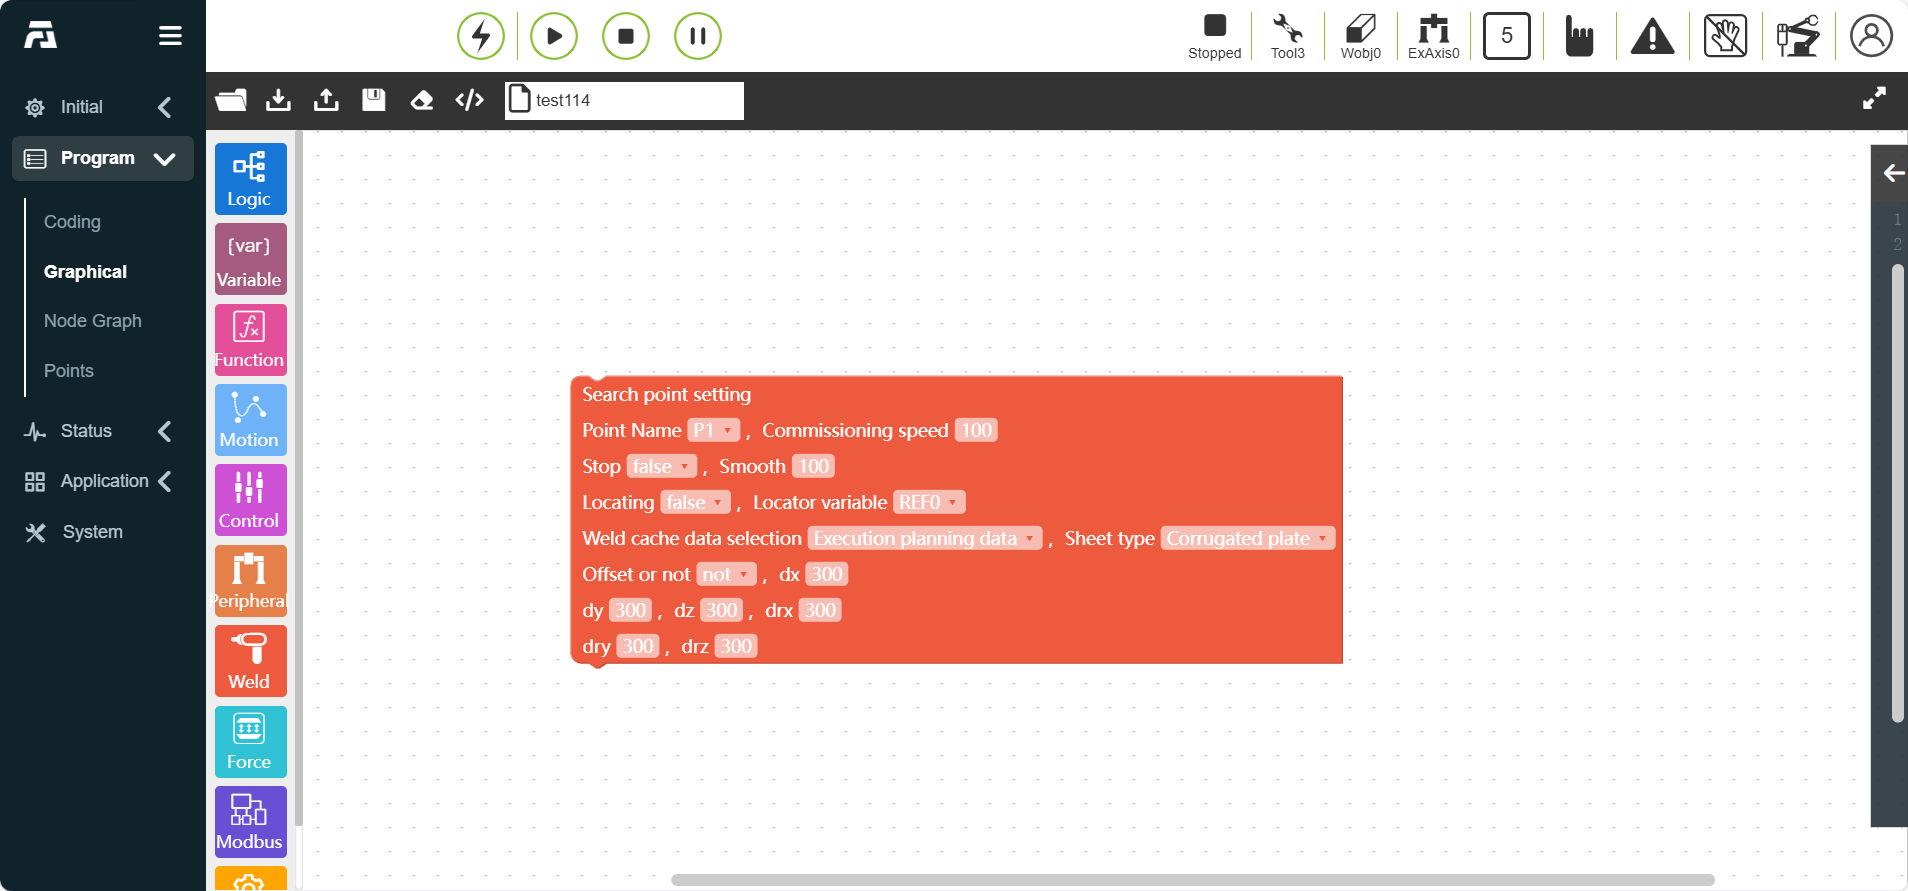 Stopped
Tool3
Wobj0
ExAxis0
5
Initial
Program
Coding
Graphical
Node Graph
Points
Status
Application
System
test114
Logic
{var}
Variable
fx
Function
Motion
Control
Peripheral
Weld
Force
Modbus
Search point setting
Point Name P1 , Commissioning speed 100
Stop false , Smooth 100
Locating false , Locator variable REF0
Weld cache data selection Execution planning data , Sheet type Corrugated plate
Offset or not not , dx 300
dy 300 , dz 300 , drx 300
dry 300 , drz 300
1
2